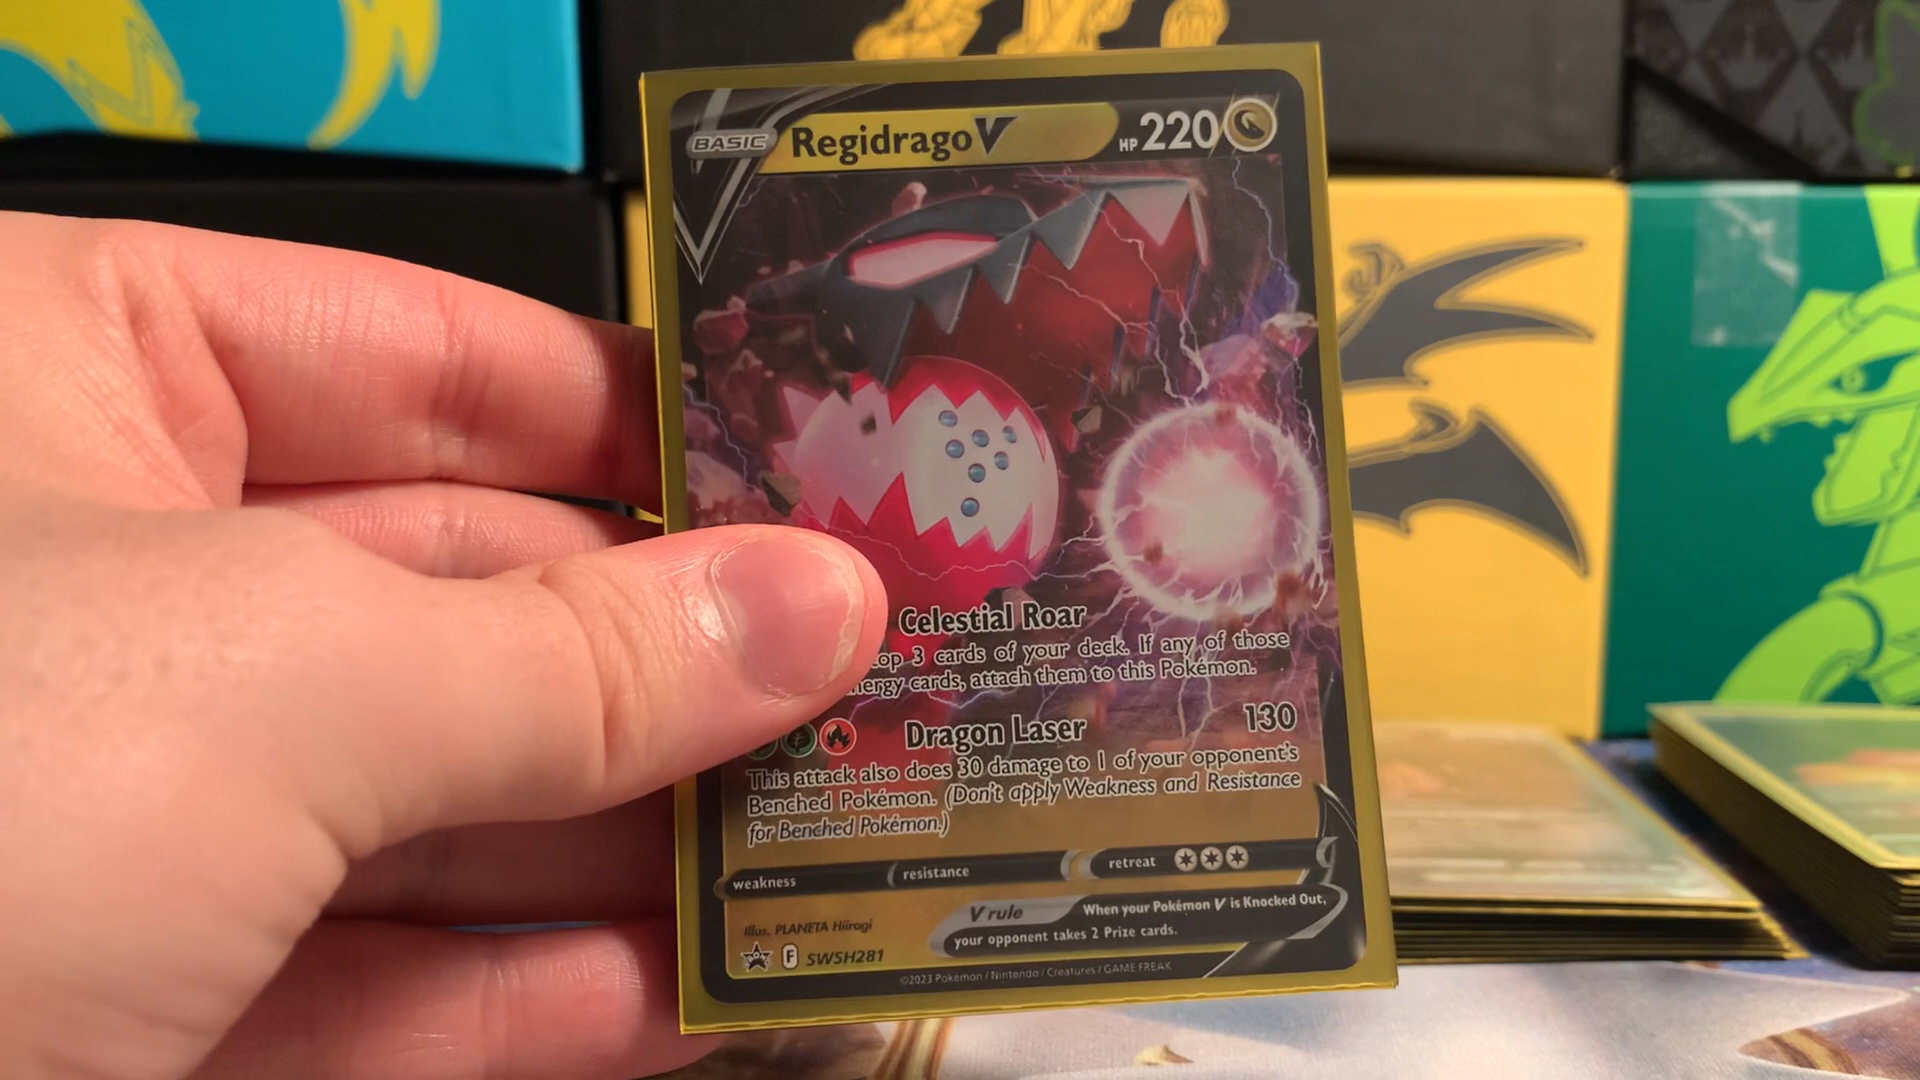 BASIC Regidrago V HP 220
Celestial Roar
top 3 cards of your deck. If any of those
cards, attach them to this Pokémon.
Dragon Laser 130
This attack also does 30 damage to 1 of your opponent's
Benched Pokémon. (Don't apply Weakness and Resistance
for Benched Pokémon.)
weakness resistance retreat
V rule When your Pokémon V is Knocked Out,
your opponent takes 2 Prize cards.
Illus. PLANETA Hiiragi
F SWSH281
©2023 Pokémon / Nintendo / Creatures / GAME FREAK